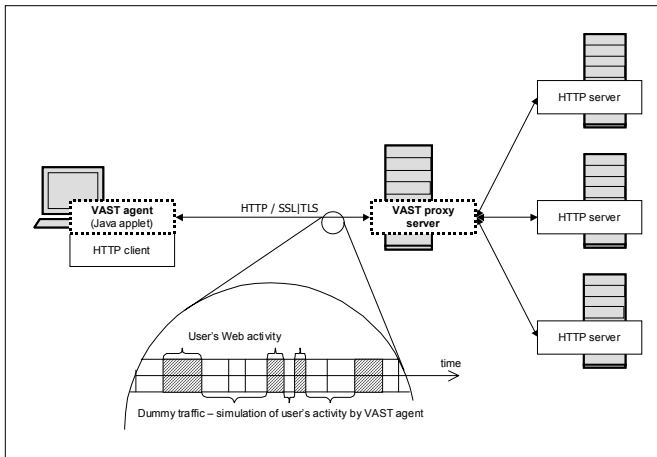 HTTP server
VAST agent
(Java applet)
HTTP client
HTTP / SSL|TLS
VAST proxy
server
HTTP server
HTTP server
User's Web activity
time
Dummy traffic – simulation of user's activity by VAST agent